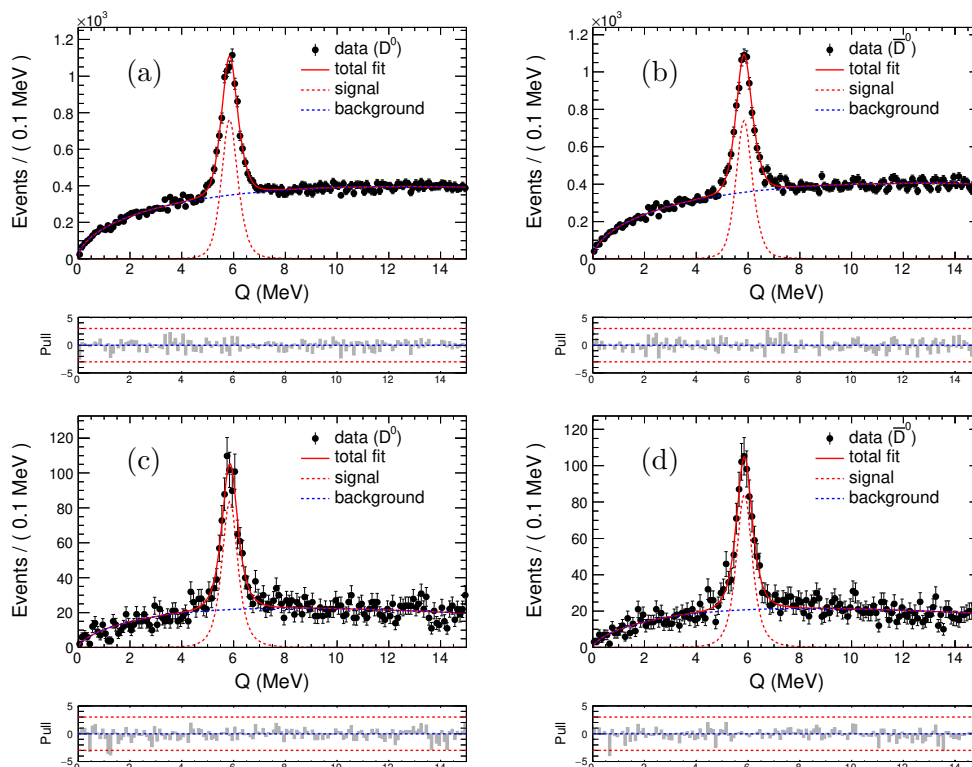 ×10³
1.2
1
0.8
0.6
0.4
0.2
0
Events / ( 0.1 MeV )
(a)
data (D⁰)
total fit
signal
background
0 2 4 6 8 10 12 14
Q (MeV)
Pull
5
0
−5
0 2 4 6 8 10 12 14
×10³
1.2
1
0.8
0.6
0.4
0.2
0
Events / ( 0.1 MeV )
(b)
data (D̅⁰)
total fit
signal
background
0 2 4 6 8 10 12 14
Q (MeV)
Pull
5
0
−5
0 2 4 6 8 10 12 14
120
100
80
60
40
20
0
Events / ( 0.1 MeV )
(c)
data (D⁰)
total fit
signal
background
0 2 4 6 8 10 12 14
Q (MeV)
Pull
5
0
−5
120
100
80
60
40
20
0
Events / ( 0.1 MeV )
(d)
data (D̅⁰)
total fit
signal
background
0 2 4 6 8 10 12 14
Q (MeV)
Pull
5
0
−5